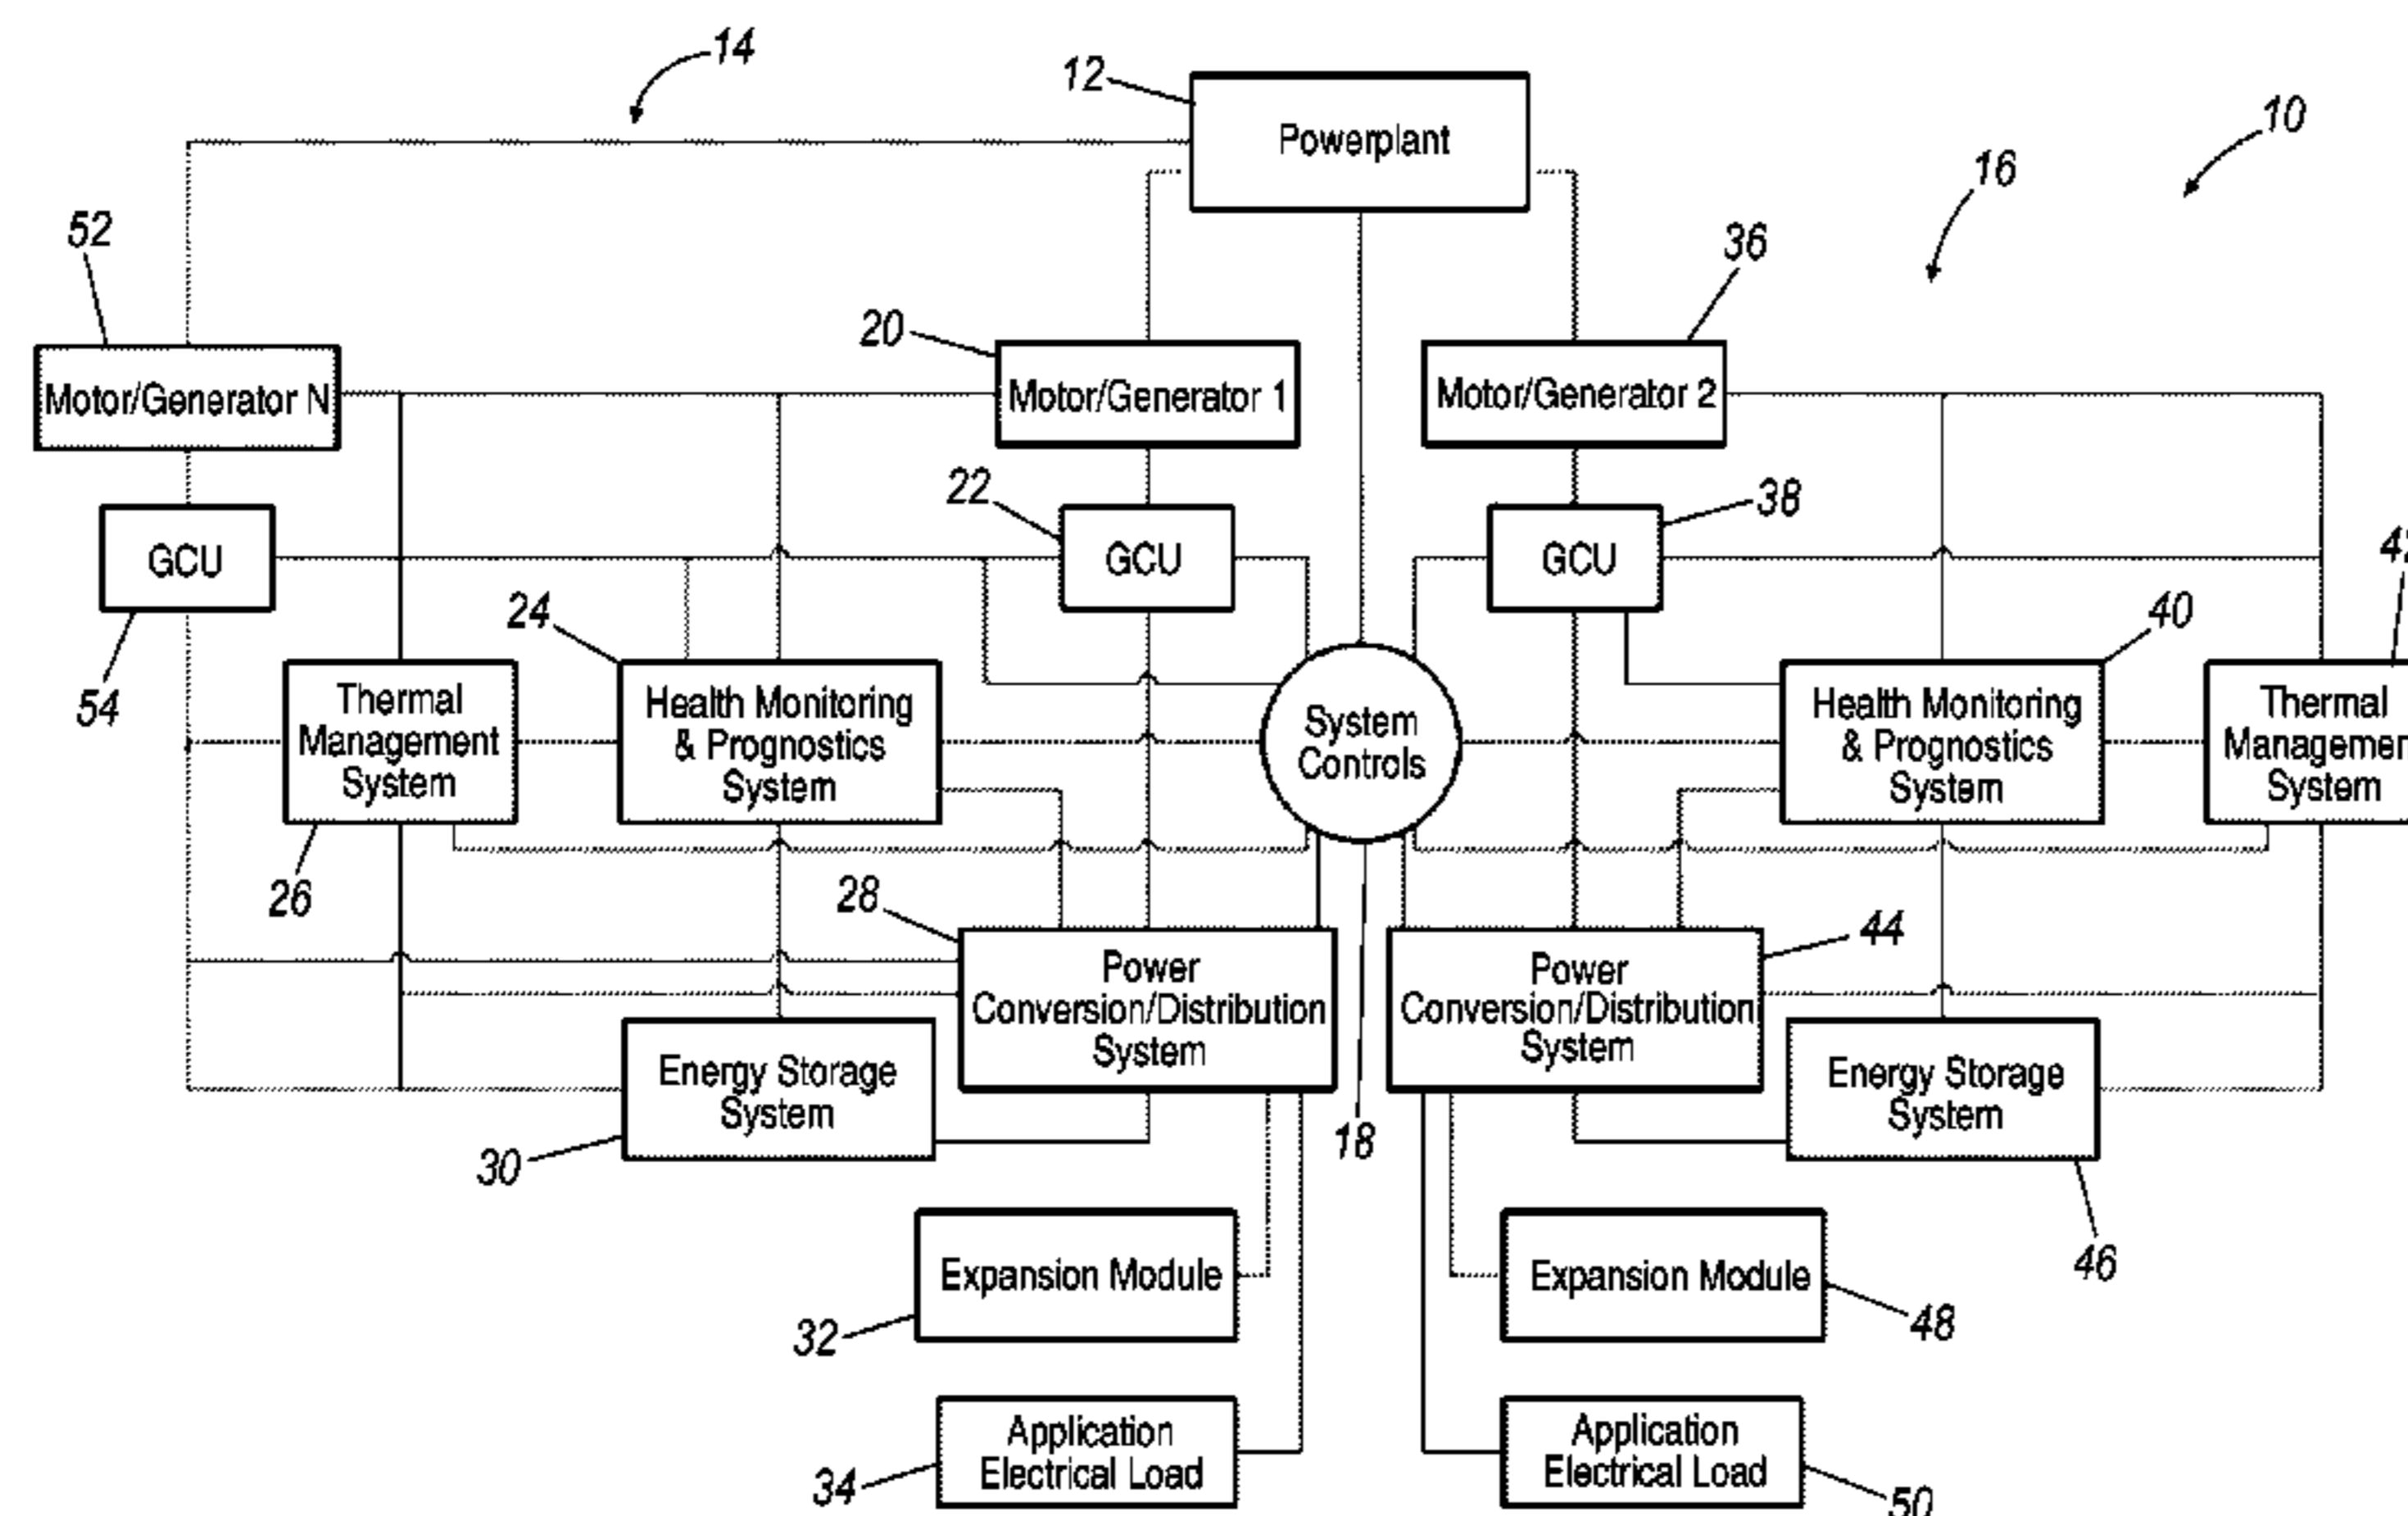 14
12
Powerplant
10
16
52
36
20
Motor/Generator N
Motor/Generator 1
Motor/Generator 2
22
38
GCU
GCU
GCU
42
24
40
54
Thermal
Management
System
Health Monitoring
& Prognostics
System
System
Controls
Health Monitoring
& Prognostics
System
Thermal
Managemen
System
26
28
44
Power
Conversion/Distribution
System
Power
Conversion/Distribution
System
Energy Storage
System
Energy Storage
System
30
18
46
Expansion Module
Expansion Module
32
48
Application
Electrical Load
Application
Electrical Load
34
50